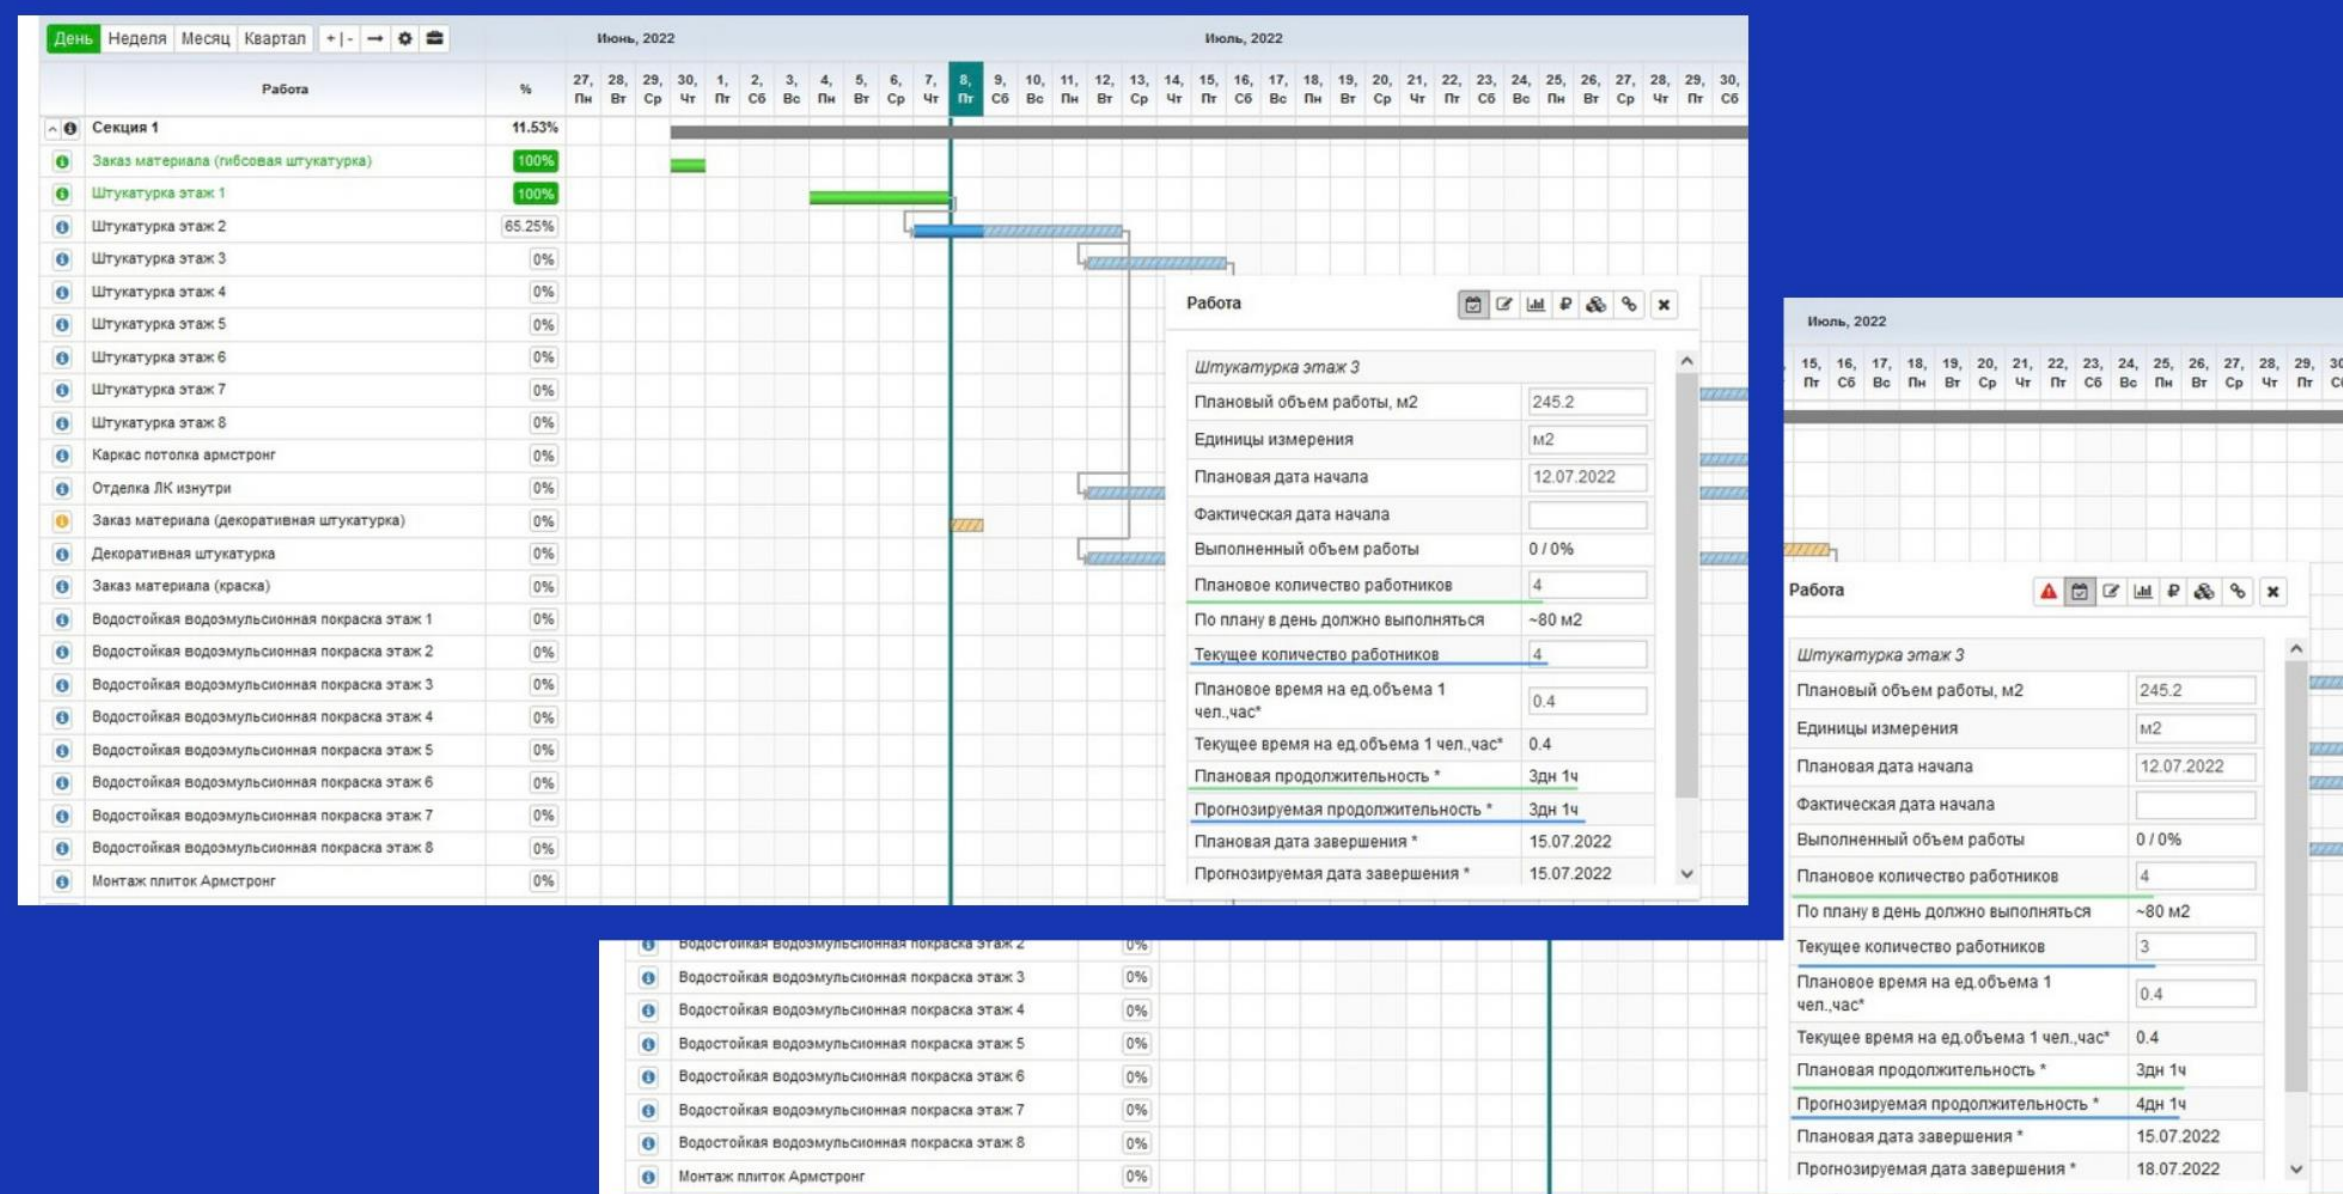 День Неделя Месяц Квартал + | -
Июнь, 2022 Июль, 2022
Работа %
27, 28, 29, 30, 1, 2, 3, 4, 5, 6, 7, 8, 9, 10, 11, 12, 13, 14, 15, 16, 17, 18, 19, 20, 21, 22, 23, 24, 25, 26, 27, 28, 29, 30,
Пн Вт Ср Чт Пт Сб Вс Пн Вт Ср Чт Пт Сб Вс Пн Вт Ср Чт Пт Сб Вс Пн Вт Ср Чт Пт Сб Вс Пн Вт Ср Чт Пт Сб
Секция 1 11.53%
Заказ материала (гибсовая штукатурка) 100%
Штукатурка этаж 1 100%
Штукатурка этаж 2 65.25%
Штукатурка этаж 3 0%
Штукатурка этаж 4 0%
Штукатурка этаж 5 0%
Штукатурка этаж 6 0%
Штукатурка этаж 7 0%
Штукатурка этаж 8 0%
Каркас потолка армстронг 0%
Отделка ЛК изнутри 0%
Заказ материала (декоративная штукатурка) 0%
Декоративная штукатурка 0%
Заказ материала (краска) 0%
Водостойкая водоэмульсионная покраска этаж 1 0%
Водостойкая водоэмульсионная покраска этаж 2 0%
Водостойкая водоэмульсионная покраска этаж 3 0%
Водостойкая водоэмульсионная покраска этаж 4 0%
Водостойкая водоэмульсионная покраска этаж 5 0%
Водостойкая водоэмульсионная покраска этаж 6 0%
Водостойкая водоэмульсионная покраска этаж 7 0%
Водостойкая водоэмульсионная покраска этаж 8 0%
Монтаж плиток Армстронг 0%
Работа
Штукатурка этаж 3
Плановый объем работы, м2 245.2
Единицы измерения м2
Плановая дата начала 12.07.2022
Фактическая дата начала
Выполненный объем работы 0 / 0%
Плановое количество работников 4
По плану в день должно выполняться ~80 м2
Текущее количество работников 4
Плановое время на ед.объема 1
чел.,час* 0.4
Текущее время на ед.объема 1 чел.,час* 0.4
Плановая продолжительность * 3дн 1ч
Прогнозируемая продолжительность * 3дн 1ч
Плановая дата завершения * 15.07.2022
Прогнозируемая дата завершения * 15.07.2022
Водостойкая водоэмульсионная покраска этаж 2 0%
Водостойкая водоэмульсионная покраска этаж 3 0%
Водостойкая водоэмульсионная покраска этаж 4 0%
Водостойкая водоэмульсионная покраска этаж 5 0%
Водостойкая водоэмульсионная покраска этаж 6 0%
Водостойкая водоэмульсионная покраска этаж 7 0%
Водостойкая водоэмульсионная покраска этаж 8 0%
Монтаж плиток Армстронг 0%
Июль, 2022
15, 16, 17, 18, 19, 20, 21, 22, 23, 24, 25, 26, 27, 28, 29, 30
Пт Сб Вс Пн Вт Ср Чт Пт Сб Вс Пн Вт Ср Чт Пт Сб
Работа
Штукатурка этаж 3
Плановый объем работы, м2 245.2
Единицы измерения м2
Плановая дата начала 12.07.2022
Фактическая дата начала
Выполненный объем работы 0 / 0%
Плановое количество работников 4
По плану в день должно выполняться ~80 м2
Текущее количество работников 3
Плановое время на ед.объема 1
чел.,час* 0.4
Текущее время на ед.объема 1 чел.,час* 0.4
Плановая продолжительность * 3дн 1ч
Прогнозируемая продолжительность * 4дн 1ч
Плановая дата завершения * 15.07.2022
Прогнозируемая дата завершения * 18.07.2022